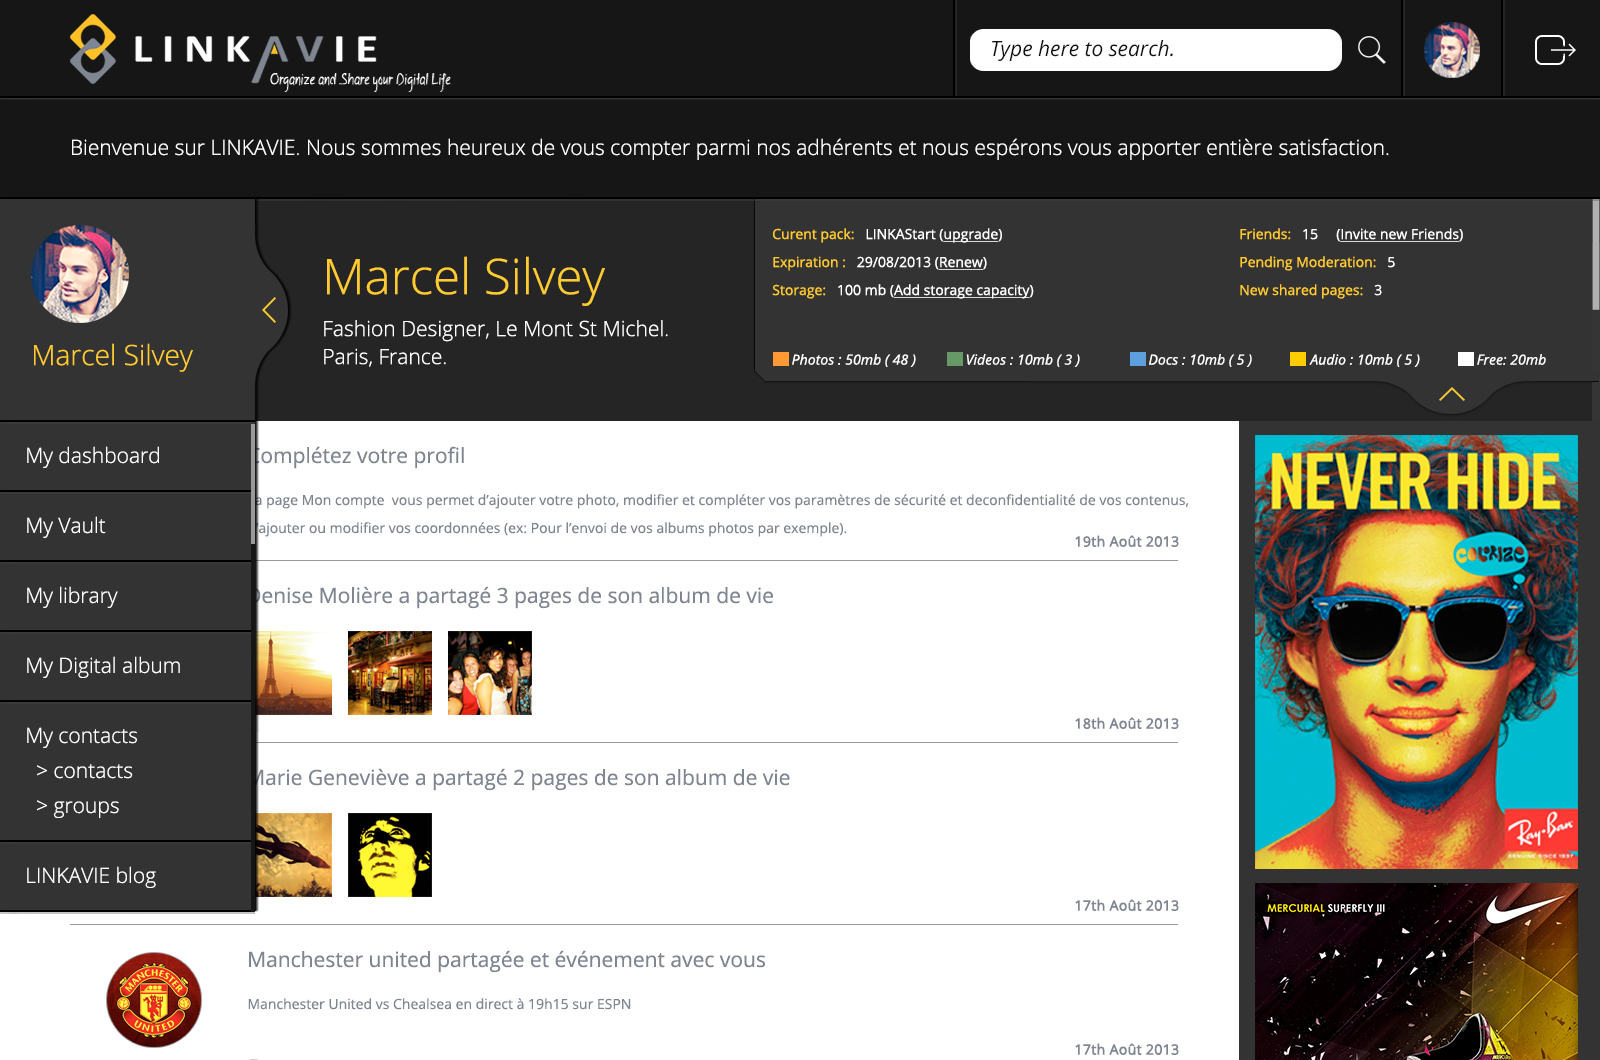 LINKAVIE
Organize and Share your Digital Life
Type here to search.
Bienvenue sur LINKAVIE. Nous sommes heureux de vous compter parmi nos adhérents et nous espérons vous apporter entière satisfaction.
Marcel Silvey
Marcel Silvey
Fashion Designer, Le Mont St Michel.
Paris, France.
Curent pack: LINKAStart (upgrade)
Expiration : 29/08/2013 (Renew)
Storage: 100 mb (Add storage capacity)
Friends: 15 (Invite new Friends)
Pending Moderation: 5
New shared pages: 3
Photos : 50mb ( 48 ) Videos : 10mb ( 3 ) Docs : 10mb ( 5 ) Audio : 10mb ( 5 ) Free: 20mb
My dashboard
My Vault
My library
My Digital album
My contacts
> contacts
> groups
LINKAVIE blog
omplétez votre profil
a page Mon compte vous permet d'ajouter votre photo, modifier et compléter vos paramètres de sécurité et deconfidentialité de vos contenus,
'ajouter ou modifier vos coordonnées (ex: Pour l'envoi de vos albums photos par exemple).
19th Août 2013
Denise Molière a partagé 3 pages de son album de vie
18th Août 2013
Marie Geneviève a partagé 2 pages de son album de vie
17th Août 2013
MANCHESTER
UNITED
Manchester united partagée et événement avec vous
Manchester United vs Chealsea en direct à 19h15 sur ESPN
17th Août 2013
NEVER HIDE
COLORIZE
Ray-Ban
Ray-Ban
GENUINE SINCE 1937
MERCURIAL SUPERFLY III